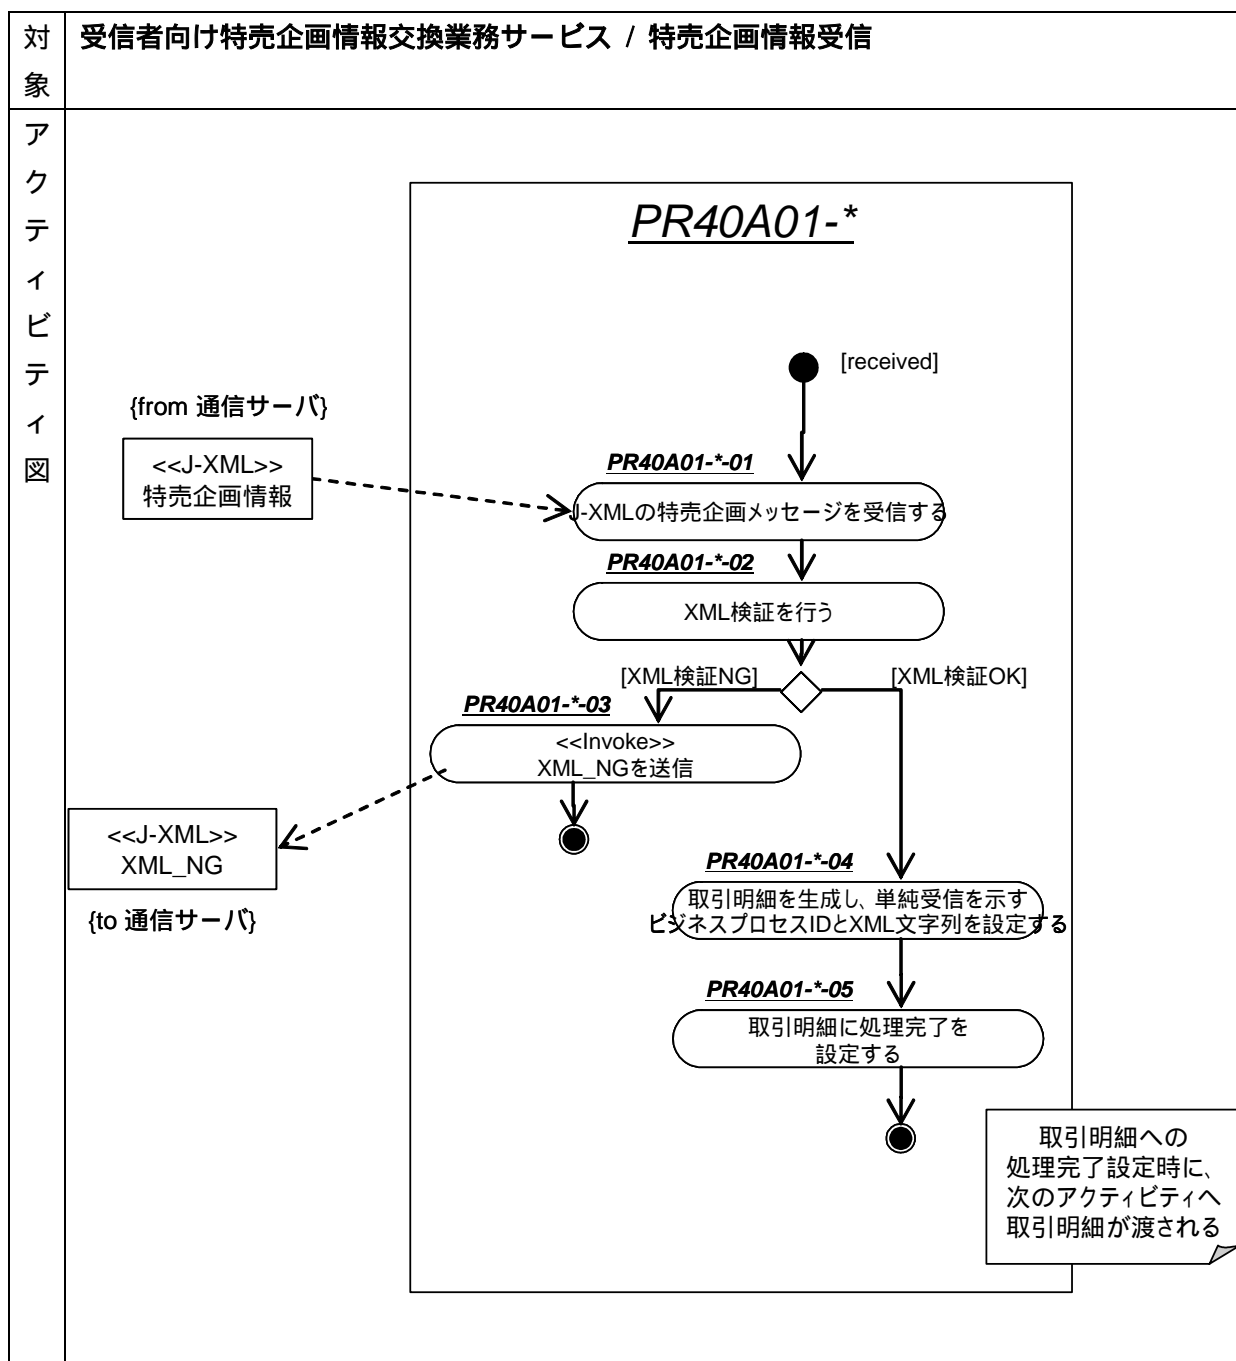 対象
受信者向け特売企画情報交換業務サービス / 特売企画情報受信
アクティビティ図
PR40A01-*
[received]
{from 通信サーバ}
<<J-XML>>
特売企画情報
PR40A01-*-01
J-XMLの特売企画メッセージを受信する
PR40A01-*-02
XML検証を行う
[XML検証NG]
[XML検証OK]
PR40A01-*-03
<<Invoke>>
XML_NGを送信
<<J-XML>>
XML_NG
{to 通信サーバ}
PR40A01-*-04
取引明細を生成し、単純受信を示す
ビジネスプロセスIDとXML文字列を設定する
PR40A01-*-05
取引明細に処理完了を
設定する
取引明細への
処理完了設定時に、
次のアクティビティへ
取引明細が渡される